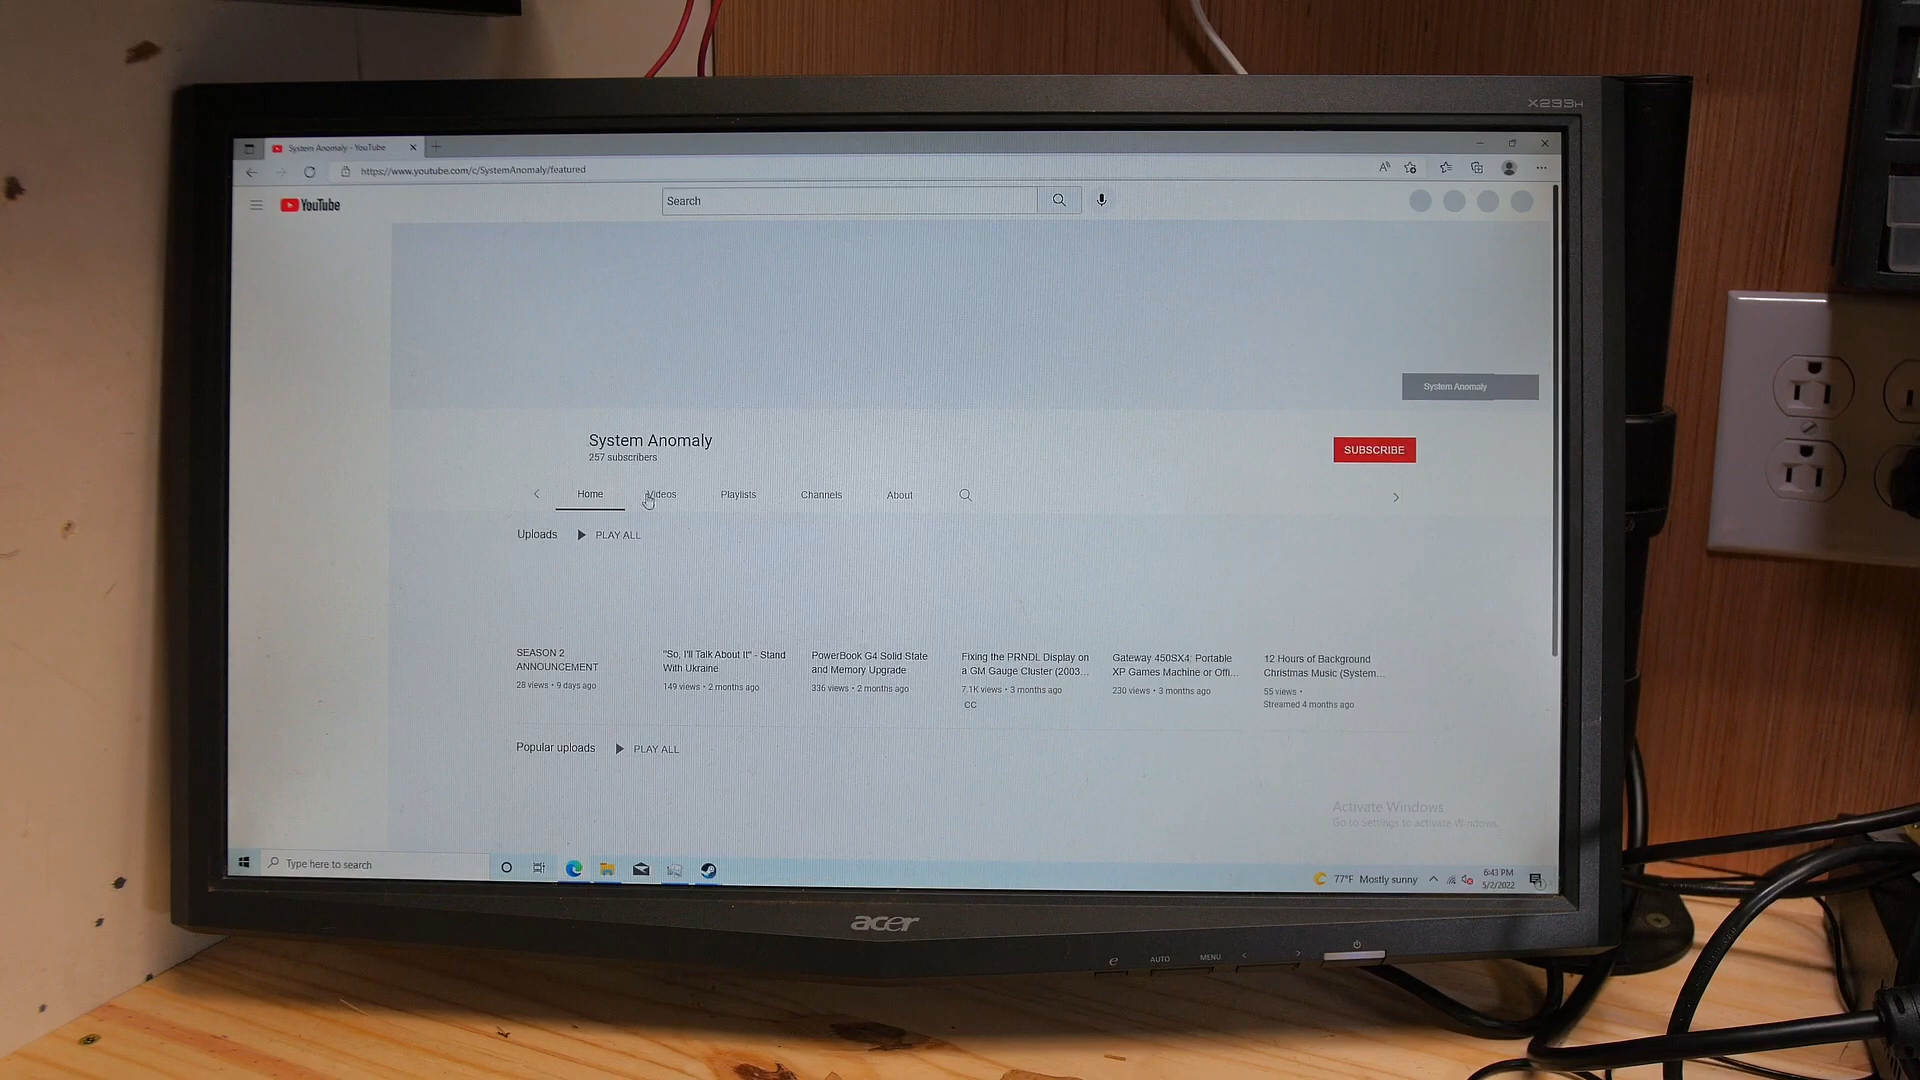 X233H
System Anomaly - YouTube
https://www.youtube.com/c/SystemAnomaly/featured
YouTube
Search
System Anomaly
System Anomaly
257 subscribers
SUBSCRIBE
Home Videos Playlists Channels About
Uploads PLAY ALL
SEASON 2
ANNOUNCEMENT
28 views • 9 days ago
"So, I'll Talk About It" - Stand
With Ukraine
149 views • 2 months ago
PowerBook G4 Solid State
and Memory Upgrade
336 views • 2 months ago
Fixing the PRNDL Display on
a GM Gauge Cluster (2003...
7.1K views • 3 months ago
CC
Gateway 450SX4: Portable
XP Games Machine or Offi...
230 views • 3 months ago
12 Hours of Background
Christmas Music (System...
55 views •
Streamed 4 months ago
Popular uploads PLAY ALL
Activate Windows
Go to Settings to activate Windows.
Type here to search
77°F Mostly sunny
6:43 PM
5/2/2022
acer
e AUTO MENU < >